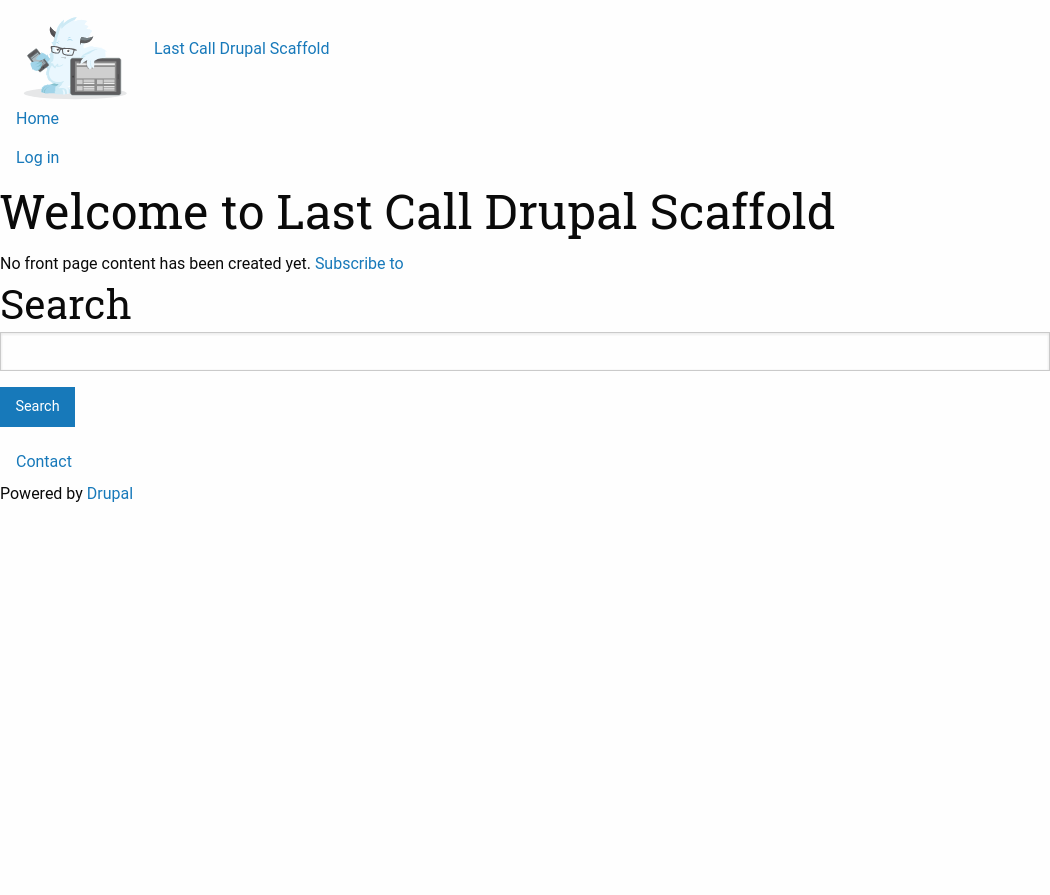 Last Call Drupal Scaffold
Home
Log in
Welcome to Last Call Drupal Scaffold
No front page content has been created yet. Subscribe to
Search
Search
Contact
Powered by Drupal